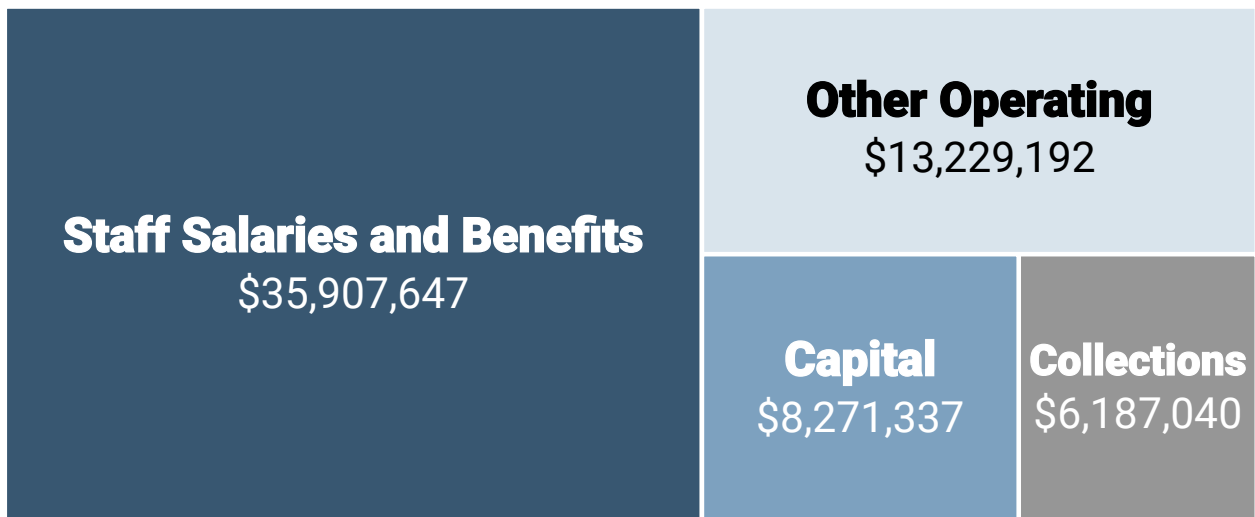 Staff Salaries and Benefits
$35,907,647
Other Operating
$13,229,192
Capital
$8,271,337
Collections
$6,187,040